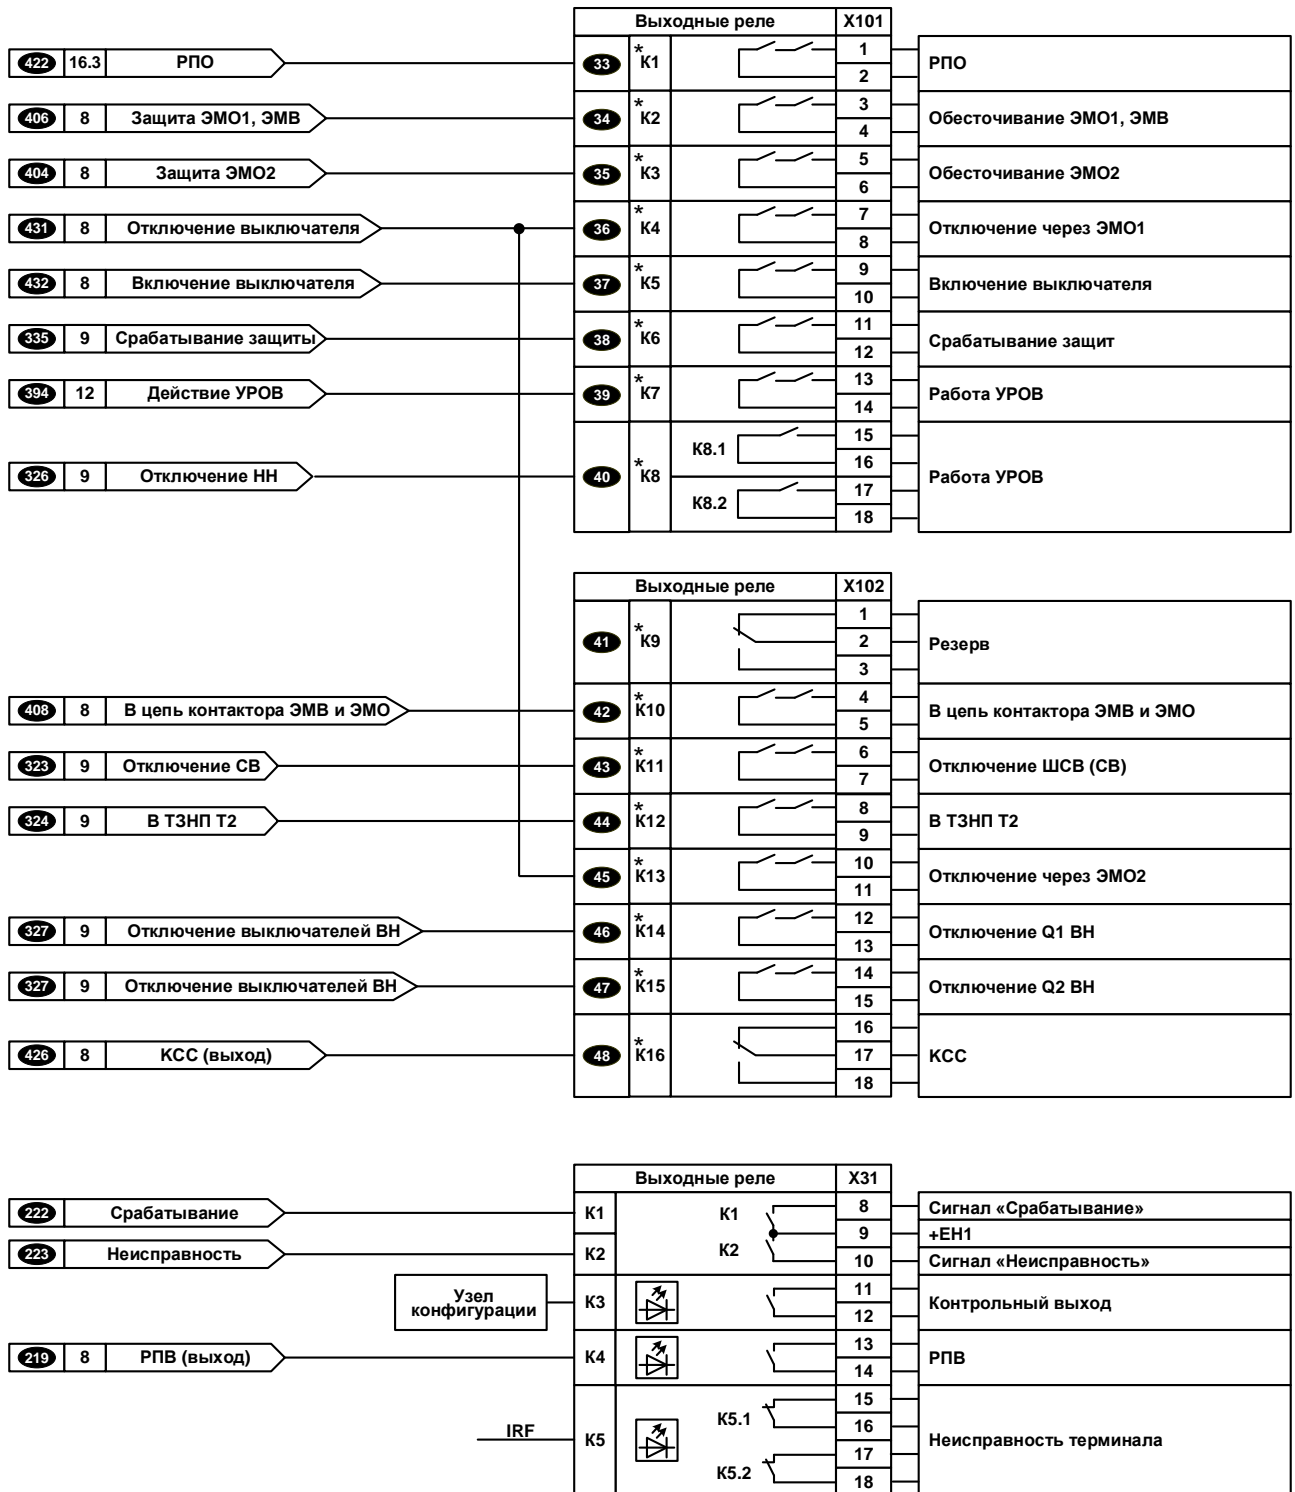 Выходные реле X101
422 16.3 РПО 33 * К1 1 2 РПО
406 8 Защита ЭМО1, ЭМВ 34 * К2 3 4 Обесточивание ЭМО1, ЭМВ
404 8 Защита ЭМО2 35 * К3 5 6 Обесточивание ЭМО2
431 8 Отключение выключателя 36 * К4 7 8 Отключение через ЭМО1
432 8 Включение выключателя 37 * К5 9 10 Включение выключателя
335 9 Срабатывание защиты 38 * К6 11 12 Срабатывание защит
394 12 Действие УРОВ 39 * К7 13 14 Работа УРОВ
326 9 Отключение НН 40 * К8 К8.1 15 16 К8.2 17 18 Работа УРОВ
Выходные реле X102
41 * К9 1 2 3 Резерв
408 8 В цепь контактора ЭМВ и ЭМО 42 * К10 4 5 В цепь контактора ЭМВ и ЭМО
323 9 Отключение СВ 43 * К11 6 7 Отключение ШСВ (СВ)
324 9 В ТЗНП Т2 44 * К12 8 9 В ТЗНП Т2
45 * К13 10 11 Отключение через ЭМО2
327 9 Отключение выключателей ВН 46 * К14 12 13 Отключение Q1 ВН
327 9 Отключение выключателей ВН 47 * К15 14 15 Отключение Q2 ВН
426 8 КСС (выход) 48 * К16 16 17 18 КСС
Выходные реле X31
222 Срабатывание К1 К1 8 Сигнал «Срабатывание»
9 +ЕН1
223 Неисправность К2 К2 10 Сигнал «Неисправность»
Узел
конфигурации К3 11 12 Контрольный выход
219 8 РПВ (выход) К4 13 14 РПВ
IRF К5 К5.1 15 16 К5.2 17 18 Неисправность терминала